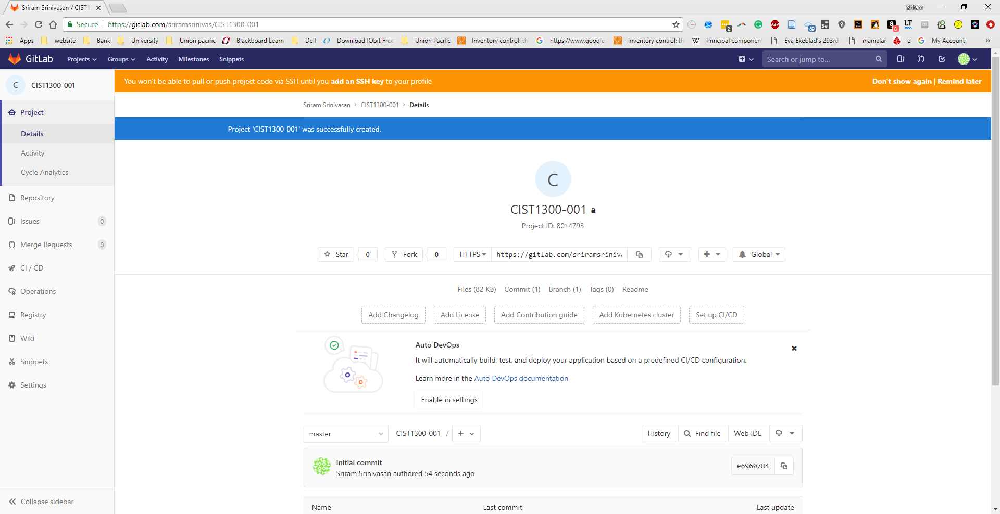 Sriram Srinivasan / CIST1
Sriram
Secure https://gitlab.com/sriramsrinivas/CIST1300-001
2 ABP 69 Se a 8 LT
Apps website Bank University Union pacific Blackboard Learn Dell Download IObit Free Union Pacific Inventory control: th https://www.google. Inventory control: th W Principal component Eva Ekeblad's 293rd inamalar e My Account »
GitLab Projects Groups Activity Milestones Snippets Search or jump to...
C CIST1300-001
You won't be able to pull or push project code via SSH until you add an SSH key to your profile Don't show again | Remind later
Sriram Srinivasan > CIST1300-001 > Details
Project
Project 'CIST1300-001' was successfully created.
Details
Activity
Cycle Analytics
Repository
Issues 0
Merge Requests 0
CI / CD
Operations
Registry
Wiki
Snippets
Settings
Collapse sidebar
C
CIST1300-001
Project ID: 8014793
Star 0 Fork 0 HTTPS https://gitlab.com/sriramsriniva Global
Files (82 KB) Commit (1) Branch (1) Tags (0) Readme
Add Changelog Add License Add Contribution guide Add Kubernetes cluster Set up CI/CD
Auto DevOps
It will automatically build, test, and deploy your application based on a predefined CI/CD configuration.
Learn more in the Auto DevOps documentation
Enable in settings
master CIST1300-001 / + History Find file Web IDE
Initial commit
Sriram Srinivasan authored 54 seconds ago
e6960784
Name Last commit Last update